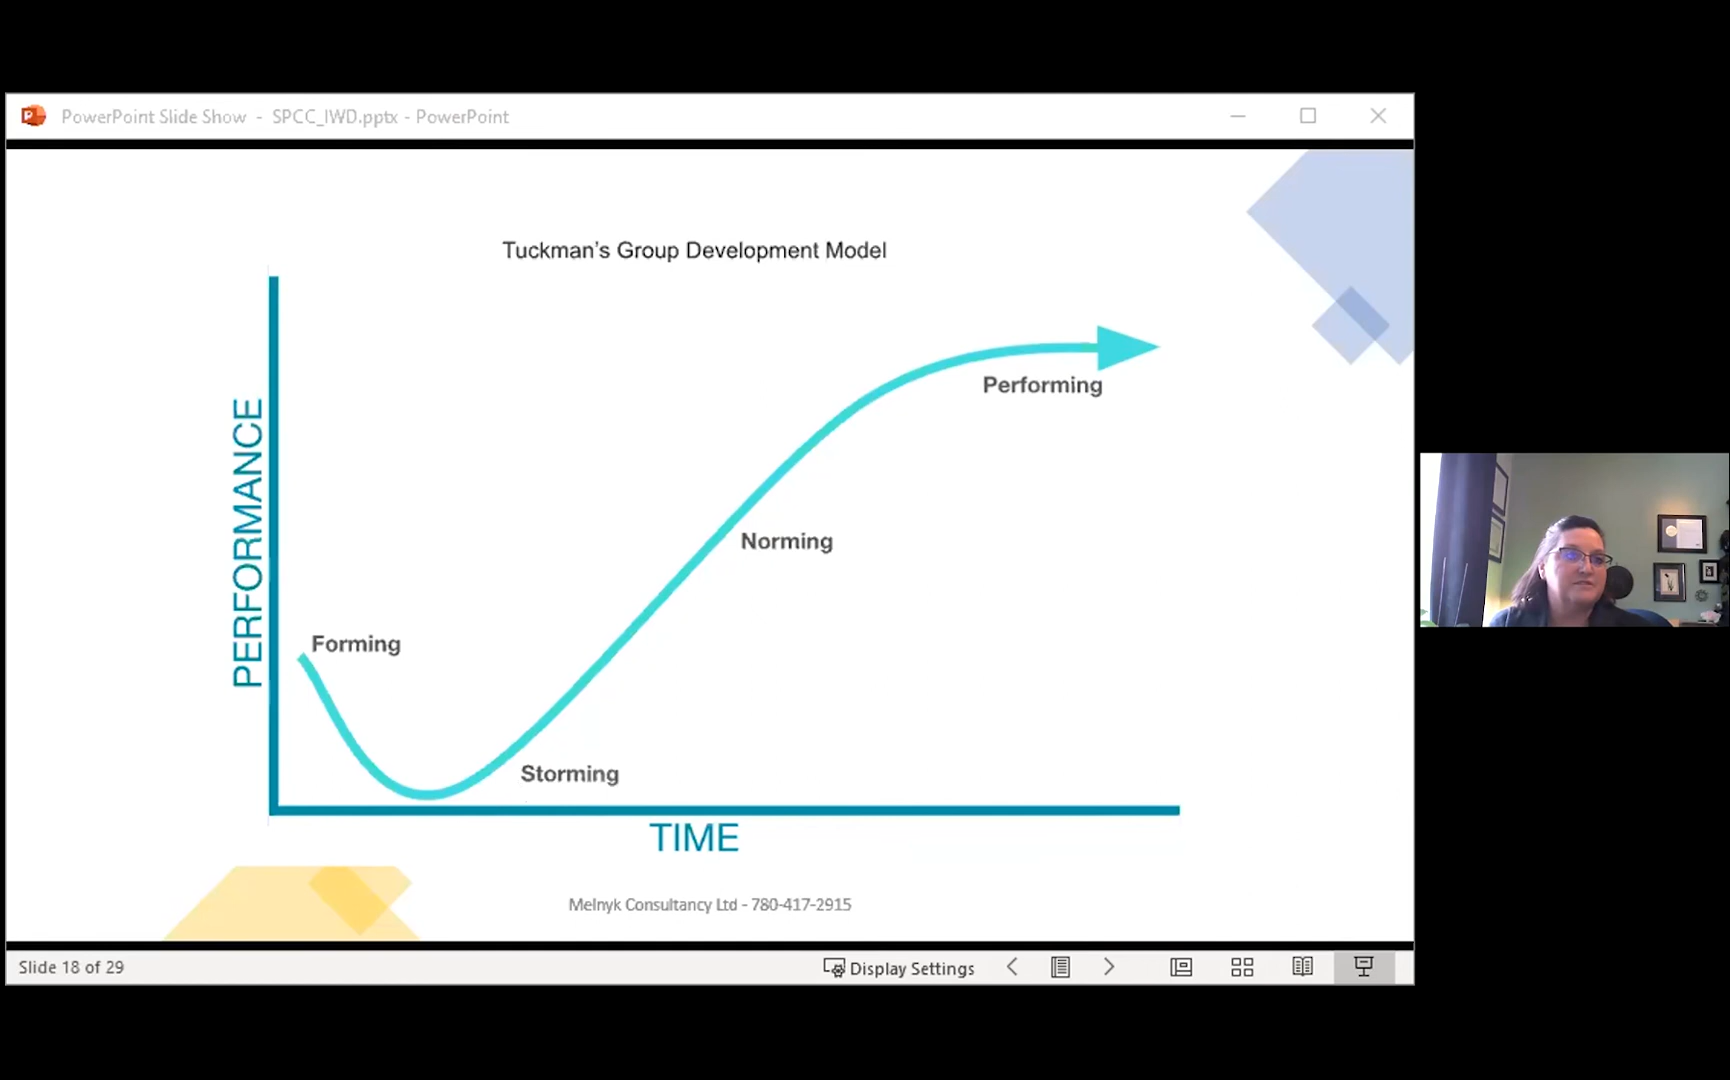 PowerPoint Slide Show - SPCC_IWD.pptx - PowerPoint
Tuckman's Group Development Model
PERFORMANCE
Performing
Norming
Forming
Storming
TIME
Melnyk Consultancy Ltd - 780-417-2915
Slide 18 of 29
Display Settings